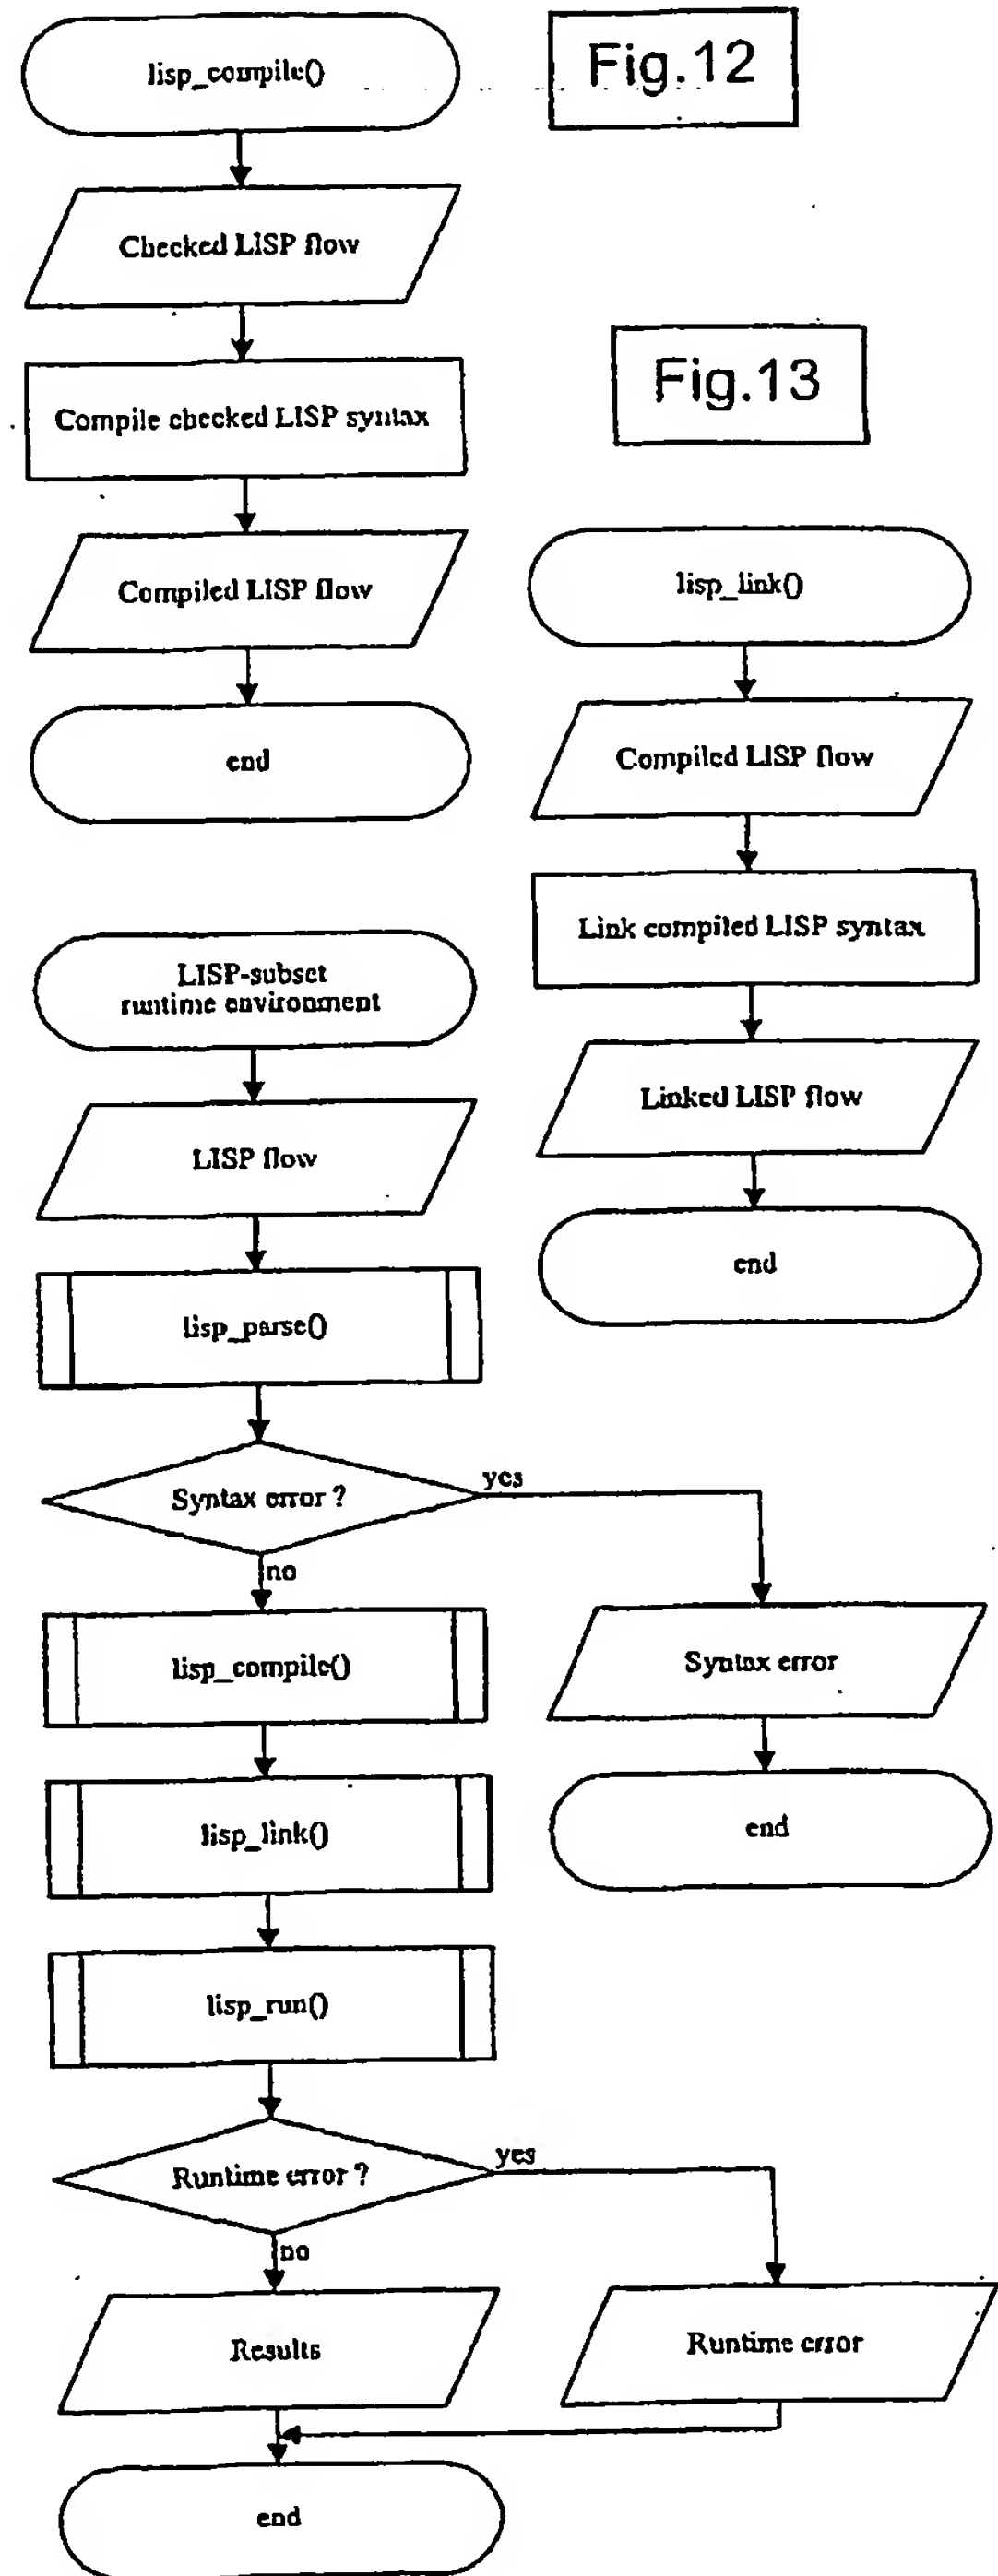 lisp_compile()
Fig.12
Checked LISP flow
Compile checked LISP syntax
Compiled LISP flow
end
Fig.13
lisp_link()
Compiled LISP flow
Link compiled LISP syntax
Linked LISP flow
end
LISP-subset
runtime environment
LISP flow
lisp_parse()
Syntax error ?
yes
no
Syntax error
end
lisp_compile()
lisp_link()
lisp_run()
Runtime error ?
yes
no
Results
Runtime error
end